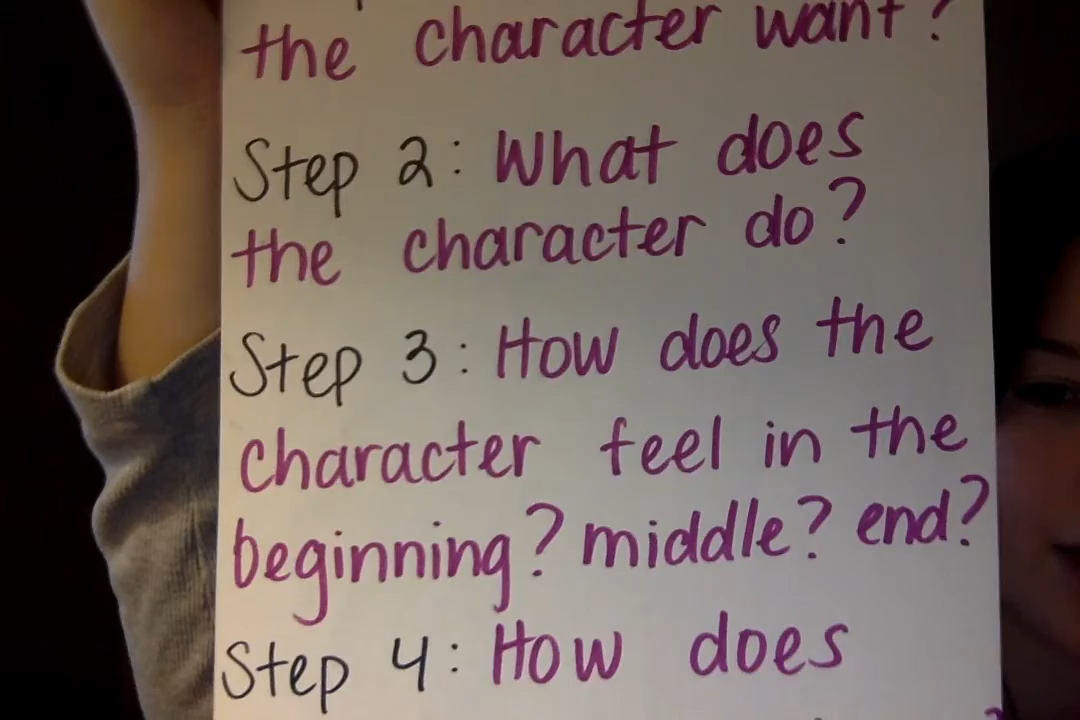 the character want?
Step 2: What does
the character do?
Step 3: How does the
character feel in the
beginning? middle? end?
Step 4: How does